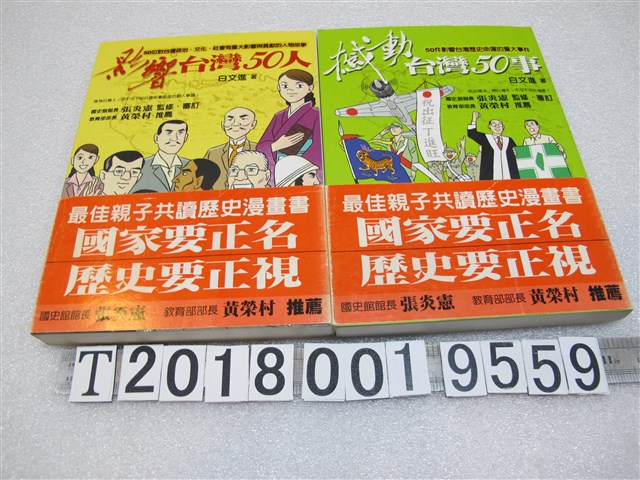 50位對台灣政治、文化、社會有重大影響與貢獻的人物故事
影響台灣50人
白文進 著
國史館館長 張炎憲 監修·審訂
教育部部長 黃榮村 推薦
最佳親子共讀歷史漫畫書
國家要正名
歷史要正視
國史館館長 張炎憲 教育部部長 黃榮村 推薦
50件影響台灣歷史命運的重大事件
撼動台灣50事
白文進 著
國史館館長 張炎憲 監修·審訂
教育部部長 黃榮村 推薦
祝出征丁進旺
最佳親子共讀歷史漫畫書
國家要正名
歷史要正視
國史館館長 張炎憲 教育部部長 黃榮村 推薦
T2018001 9559